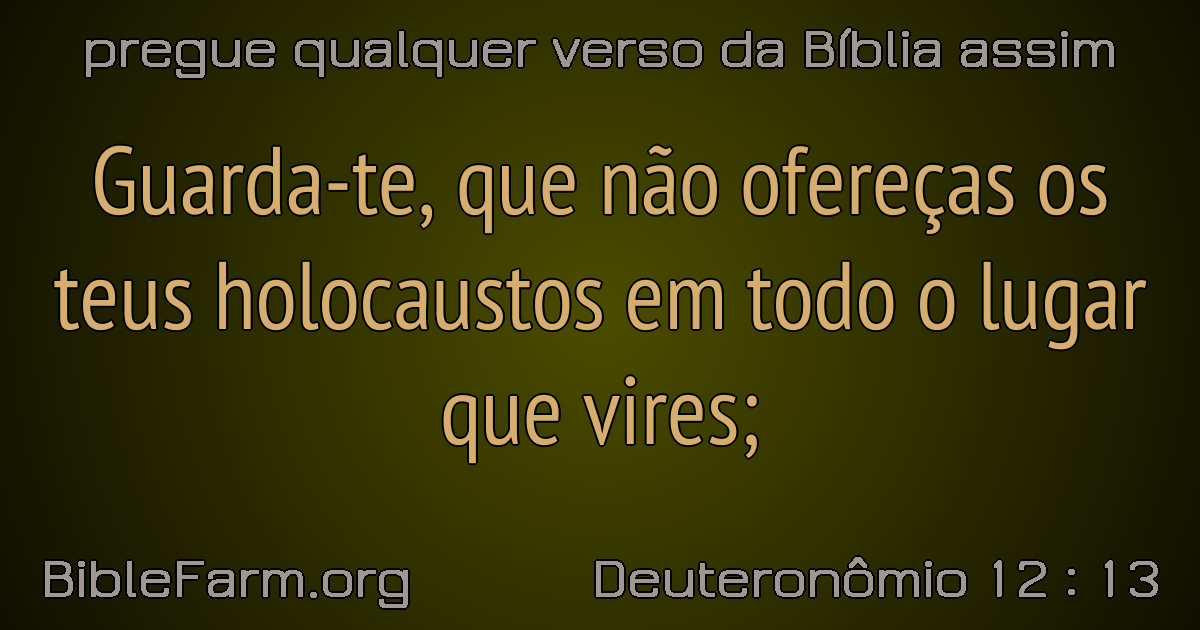 pregue qualquer verso da Bíblia assim
Guarda-te, que não ofereças os
teus holocaustos em todo o lugar
que vires;
BibleFarm.org
Deuteronômio 12 : 13